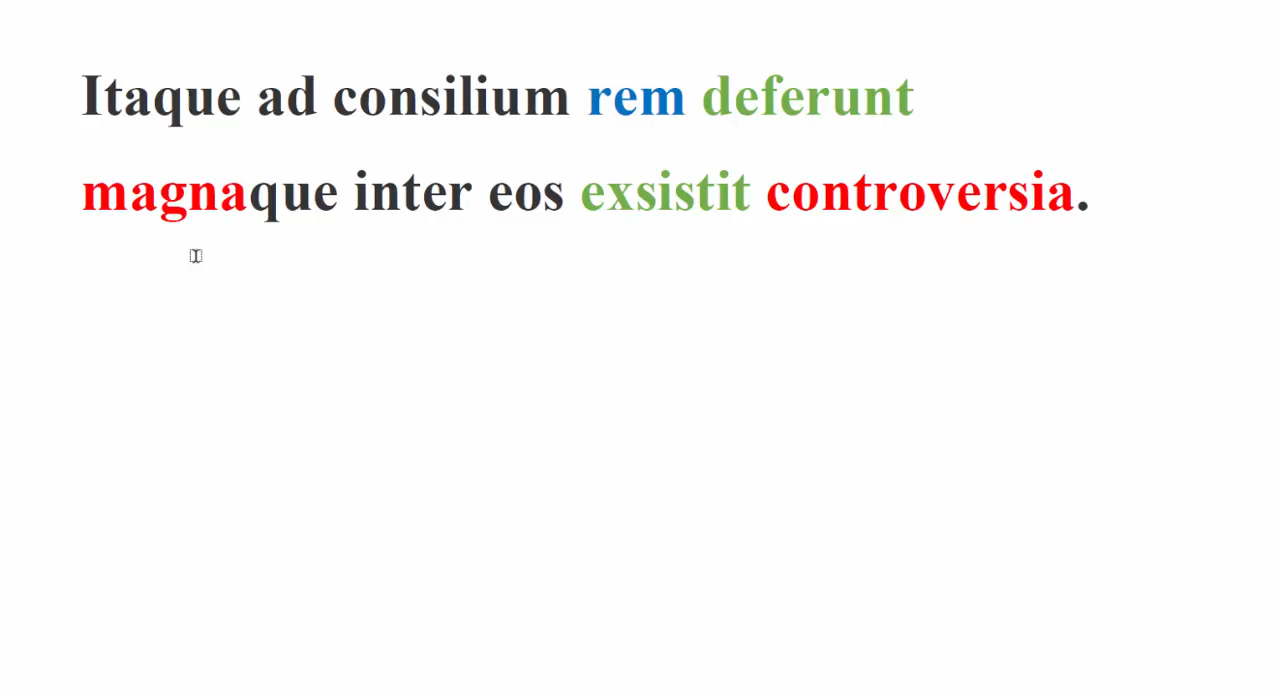 Itaque ad consilium rem deferunt
magnaque inter eos exsistit controversia.